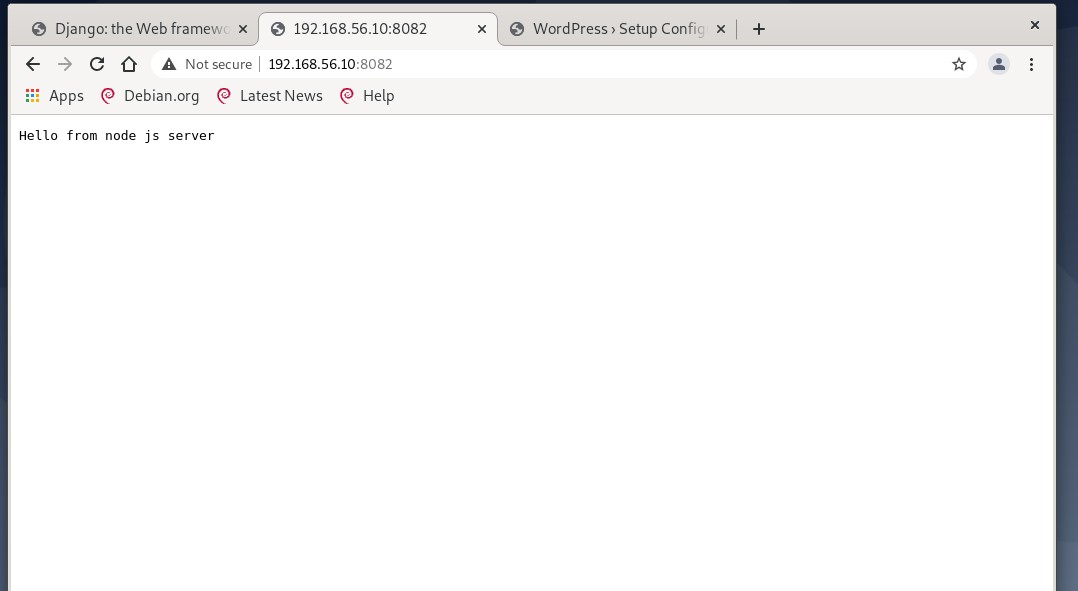 Django: the Web framewo
192.168.56.10:8082
WordPress › Setup Config
Not secure
192.168.56.10:8082
Apps
Debian.org
Latest News
Help
Hello from node js server